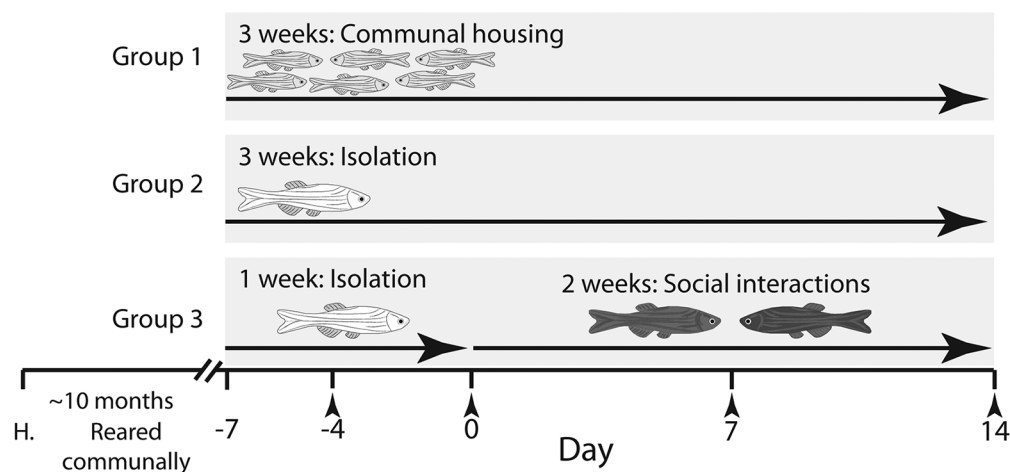 Group 1
3 weeks: Communal housing
Group 2
3 weeks: Isolation
Group 3
1 week: Isolation
2 weeks: Social interactions
~10 months
H. Reared
communally
-7 -4 0 7 14
Day